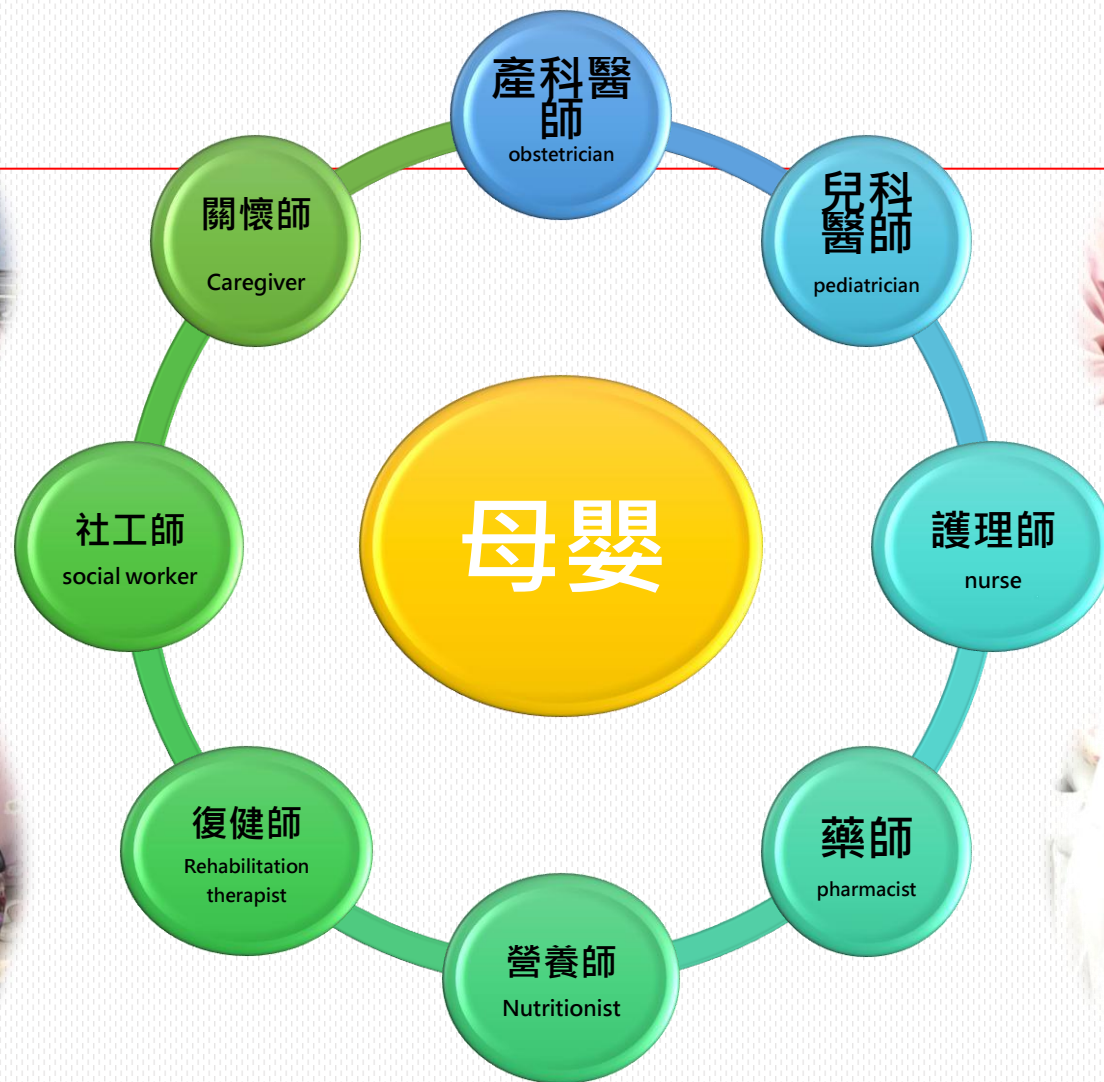 產科醫
師
obstetrician
兒科
醫師
pediatrician
護理師
nurse
藥師
pharmacist
營養師
Nutritionist
復健師
Rehabilitation
therapist
社工師
social worker
關懷師
Caregiver
母嬰